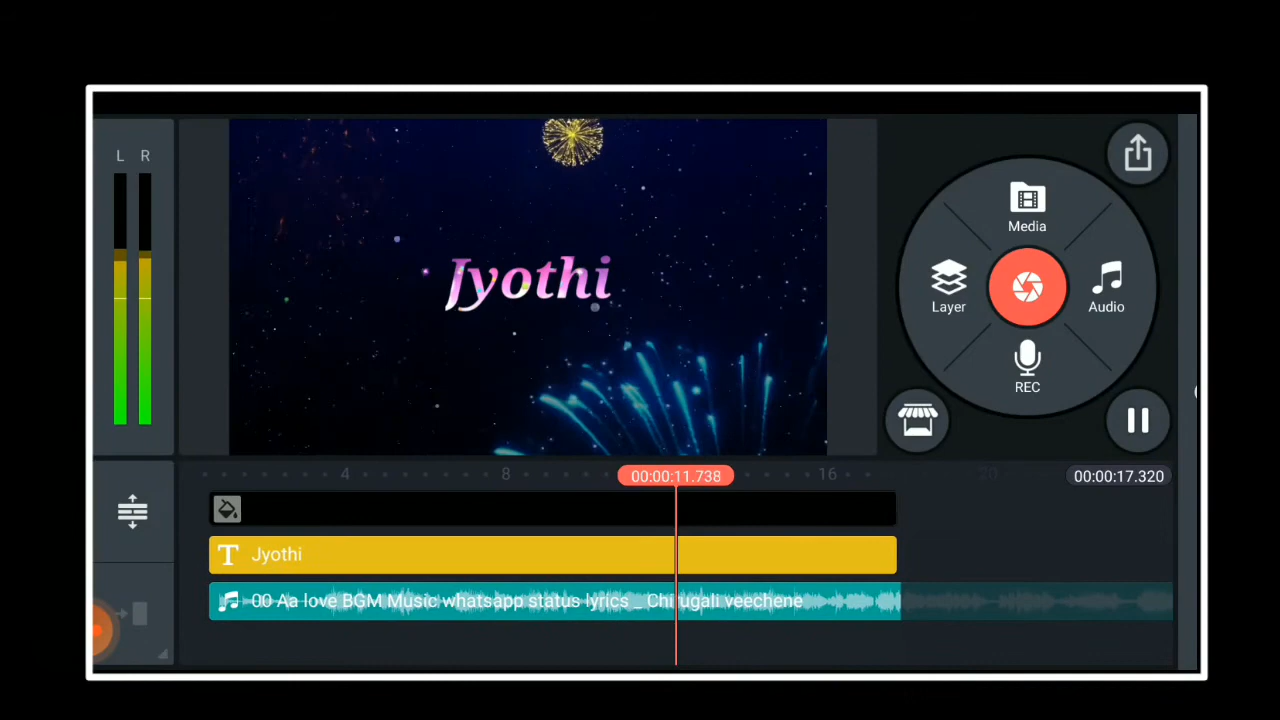 L R
Jyothi
Media
Layer
Audio
REC
4 8 00:00:11.738 16 20 00:00:17.320
T Jyothi
00 Aa love BGM Music whatsapp status lyrics _ Chirugali veechene